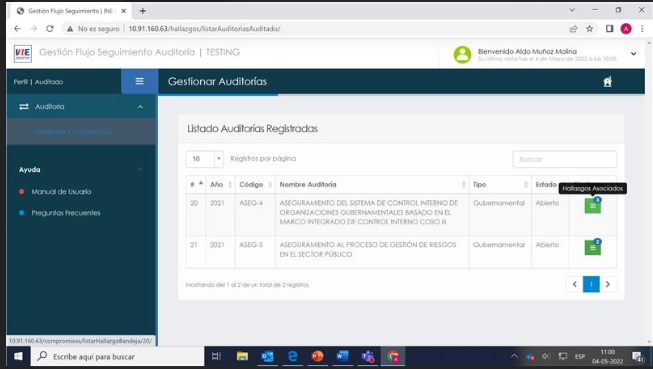 Gestión Flujo Seguimiento | INE
No es seguro | 10.91.160.63/hallazgos/listarAuditoriasAuditado/
A
Gestión Flujo Seguimiento Auditoría | TESTING
Bienvenido Aldo Muñoz Molina
Su última visita fue el 4 de Mayo de 2022 a las 10:03
Perfil | Auditado
Gestionar Auditorías
Auditoria
Gestionar Compromisos
Listado Auditorías Registradas
10 Registros por página
Buscar
Ayuda
Manual de Usuario
Preguntas Frecuentes
# Año Código Nombre Auditoría Tipo Estado
Hallazgos Asociados
20 2021 ASEG-4 ASEGURAMIENTO DEL SISTEMA DE CONTROL INTERNO DE
ORGANIZACIONES GUBERNAMENTALES BASADO EN EL
MARCO INTEGRADO DE CONTROL INTERNO COSO III
Gubernamental Abierto 3
21 2021 ASEG-5 ASEGURAMIENTO AL PROCESO DE GESTIÓN DE RIESGOS
EN EL SECTOR PÚBLICO
Gubernamental Abierto 2
Mostrando del 1 al 2 de un total de 2 registros
1
10.91.160.63/compromisos/listarHallazgoBandeja/20/
Escribe aquí para buscar
ESP
11:00
04-05-2022